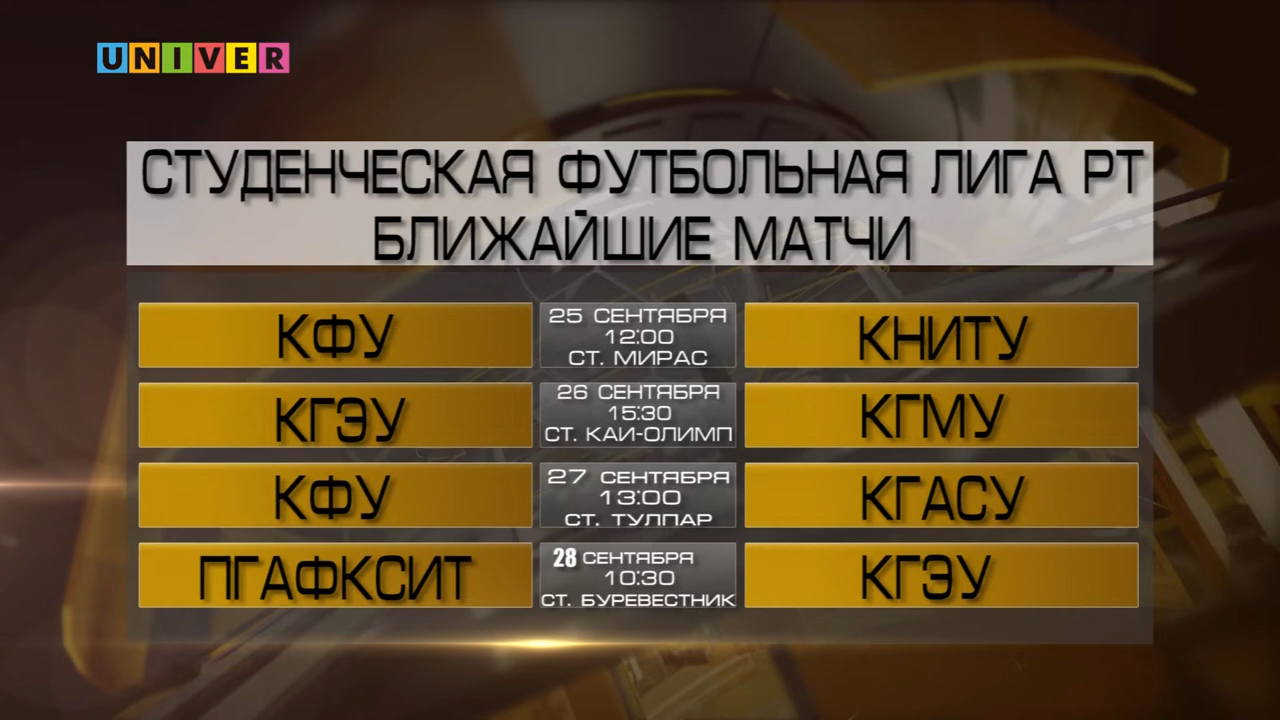 UNIVER
СТУДЕНЧЕСКАЯ ФУТБОЛЬНАЯ ЛИГА РТ
БЛИЖАЙШИЕ МАТЧИ
КФУ
25 СЕНТЯБРЯ
12:00
СТ. МИРАС
КНИТУ
КГЭУ
26 СЕНТЯБРЯ
15:30
СТ. КАИ-ОЛИМП
КГМУ
КФУ
27 СЕНТЯБРЯ
13:00
СТ. ТУЛПАР
КГАСУ
ПГАФКСИТ
28 СЕНТЯБРЯ
10:30
СТ. БУРЕВЕСТНИК
КГЭУ